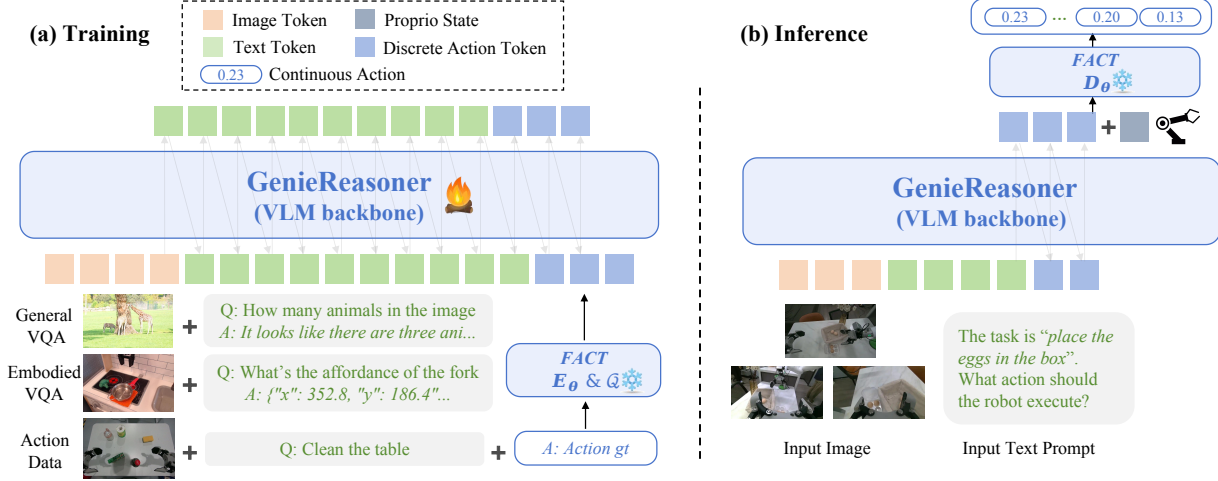 (a) Training
Image Token
Proprio State
Text Token
Discrete Action Token
0.23 Continuous Action
GenieReasoner
(VLM backbone)
General
VQA
Q: How many animals in the image
A: It looks like there are three ani...
Embodied
VQA
Q: What's the affordance of the fork
A: {"x": 352.8, "y": 186.4"...
FACT
E_θ & Q
Action
Data
Q: Clean the table
A: Action gt
(b) Inference
0.23 ... 0.20 0.13
FACT
D_θ
GenieReasoner
(VLM backbone)
The task is “place the
eggs in the box”.
What action should
the robot execute?
Input Image
Input Text Prompt